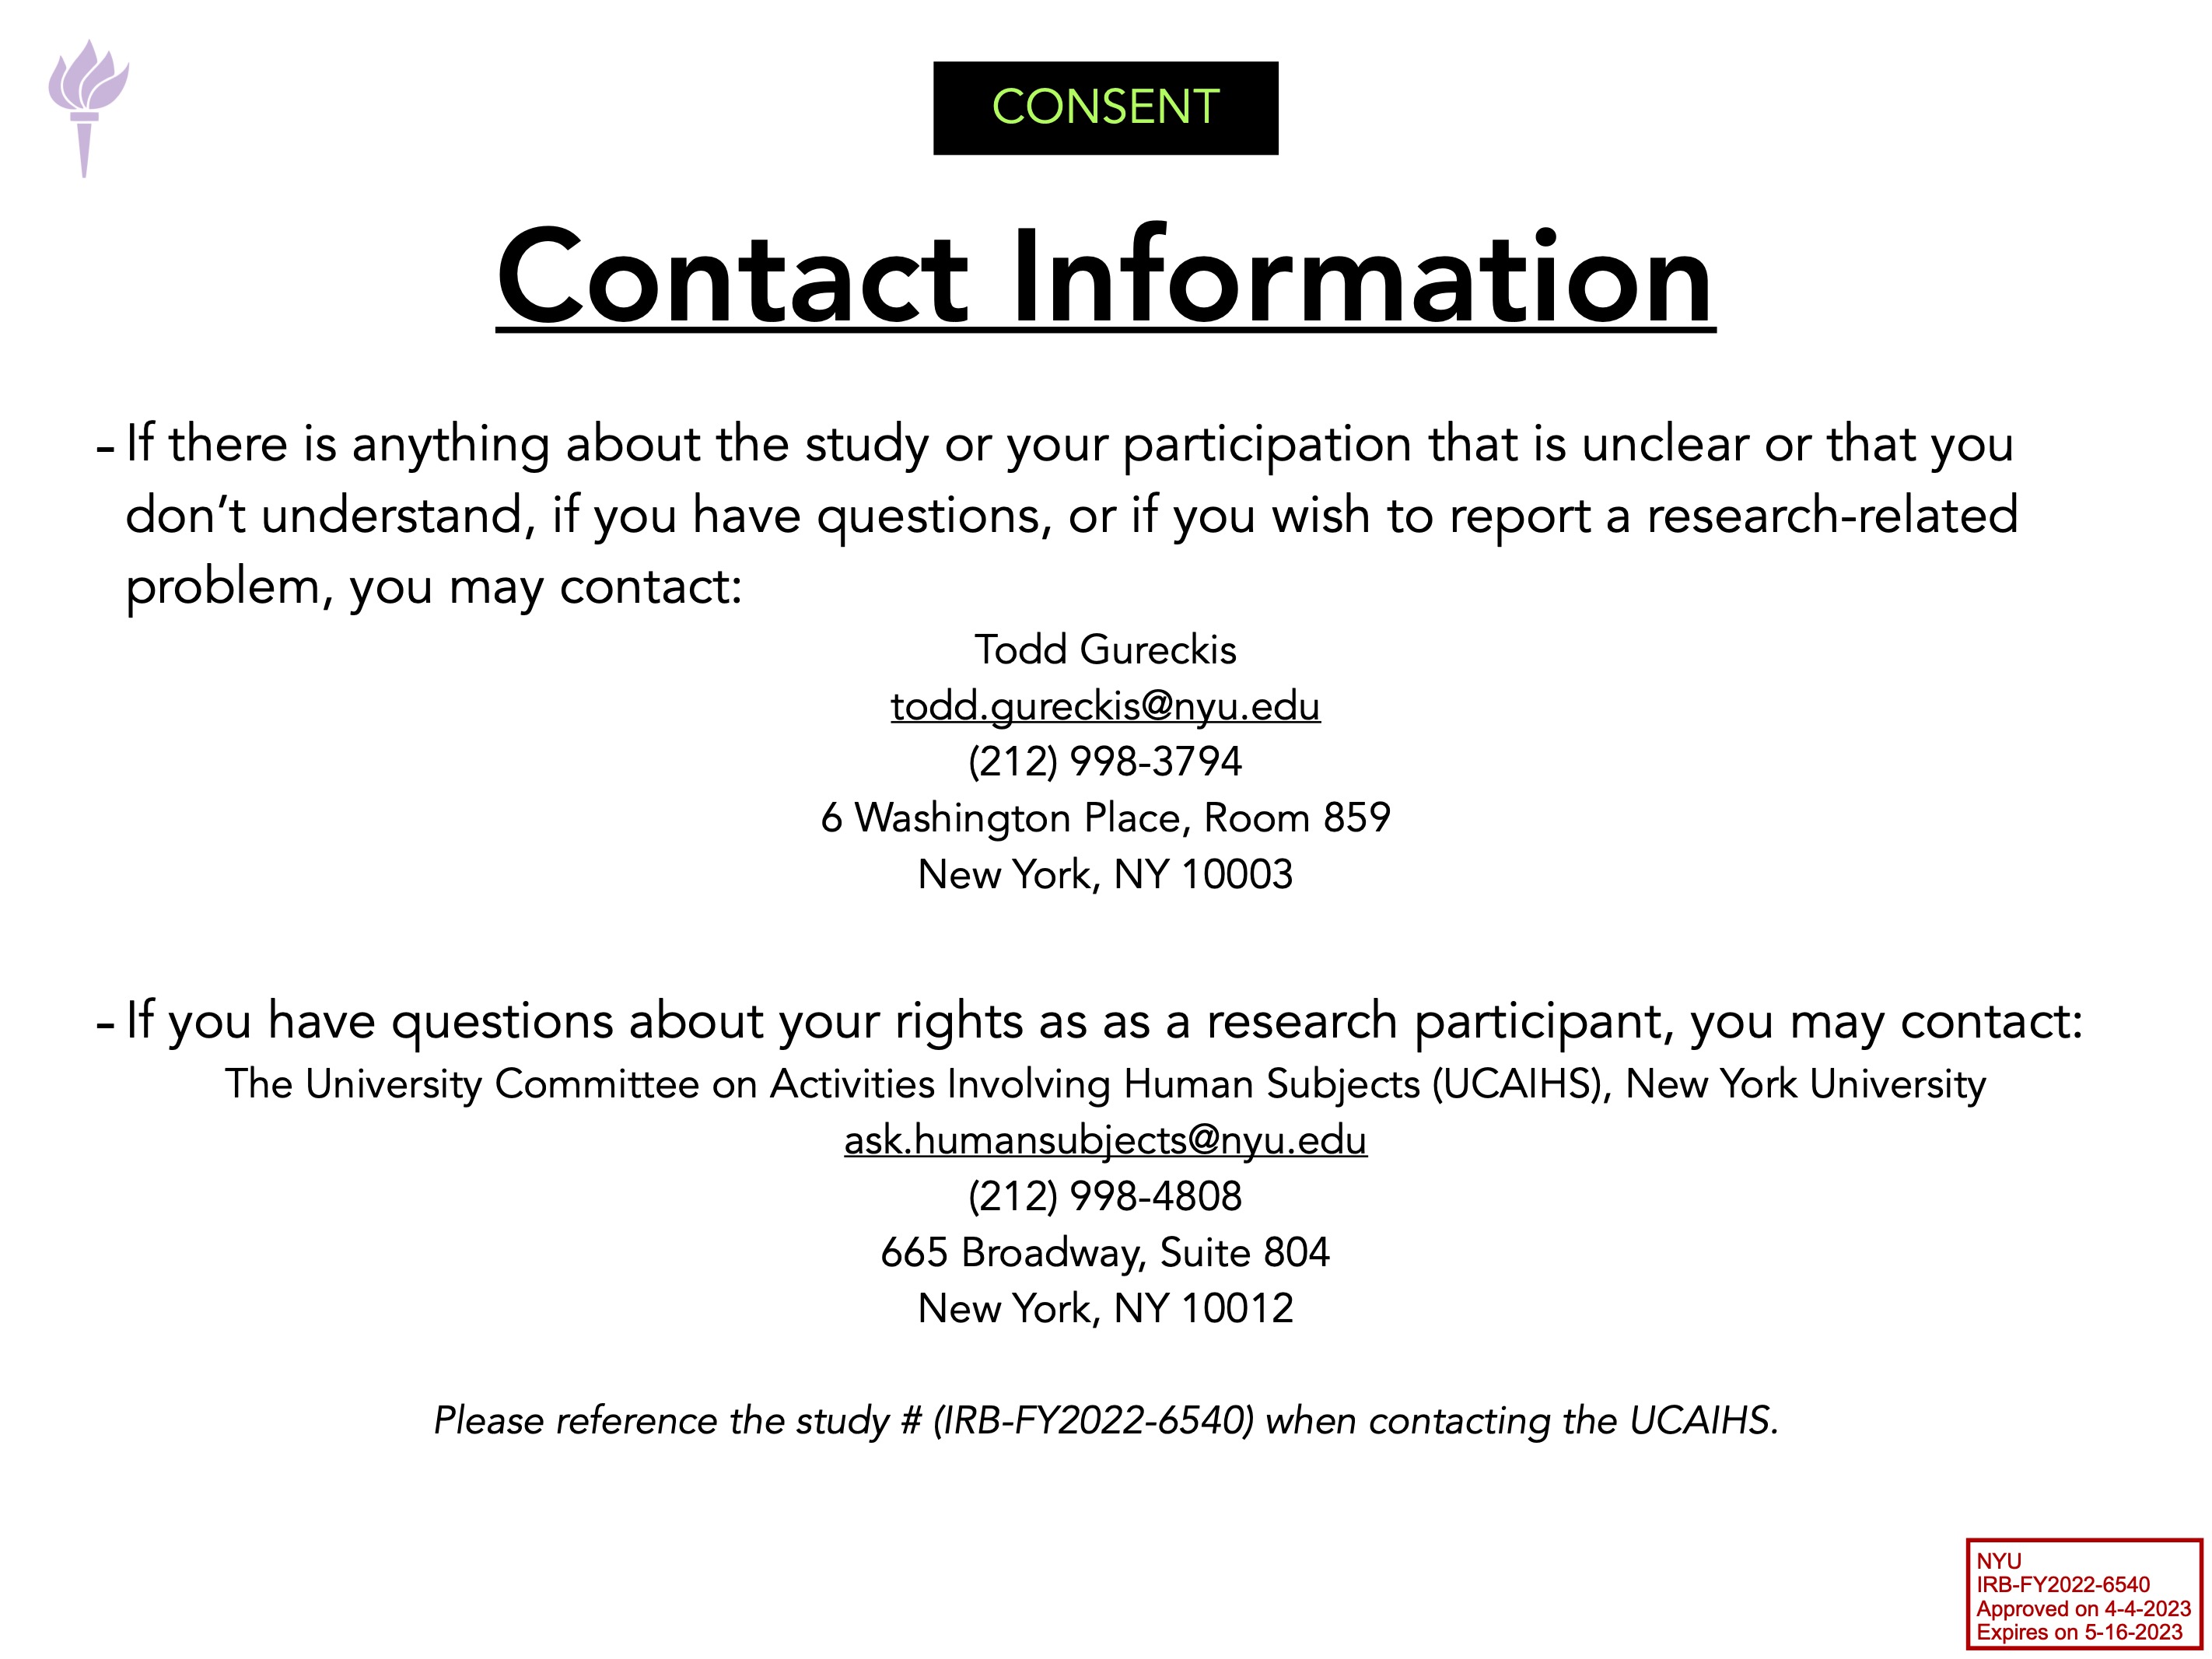 CONSENT
Contact Information
- If there is anything about the study or your participation that is unclear or that you
don‘t understand, if you have questions, or if you wish to report a research-related
problem, you may contact:
Todd Gureckis
todd.gureckis@nyu.edu
(212) 998-3794
6 Washington Place, Room 859
New York, NY 10003
- If you have questions about your rights as as a research participant, you may contact:
The University Committee on Activities Involving Human Subjects (UCAIHS), New York University
ask.humansubjects@nyu.edu
(212) 998-4808
665 Broadway, Suite 804
New York, NY 10012
Please reference the study # (IRB-FY2022-6540) when contacting the UCAIHS.
NYU
IRB-FY2022-6540
Approved on 4-4-2023
Expires on 5-16-2023